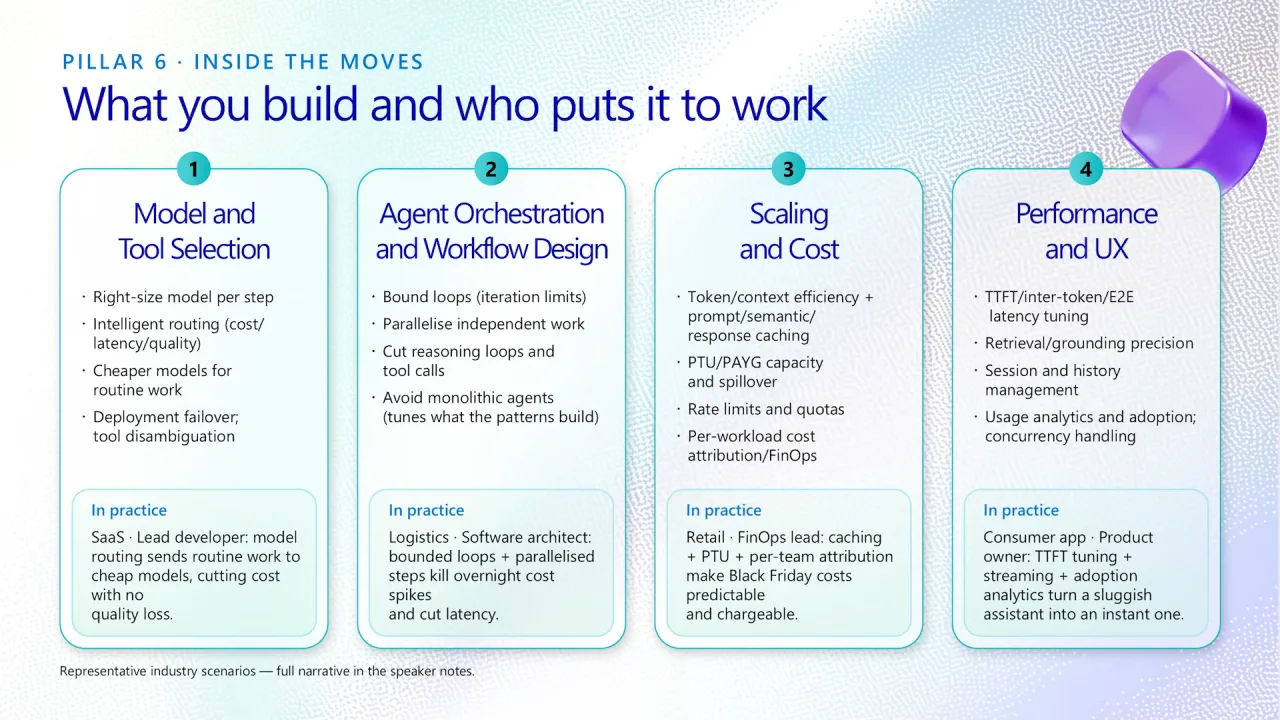 PILLAR 6 · INSIDE THE MOVES
What you build and who puts it to work
1
Model and
Tool Selection
· Right-size model per step
· Intelligent routing (cost/
latency/quality)
· Cheaper models for
routine work
· Deployment failover;
tool disambiguation
In practice
SaaS · Lead developer: model
routing sends routine work to
cheap models, cutting cost
with no
quality loss.
2
Agent Orchestration
and Workflow Design
· Bound loops (iteration limits)
· Parallelise independent work
· Cut reasoning loops and
tool calls
· Avoid monolithic agents
(tunes what the patterns build)
In practice
Logistics · Software architect:
bounded loops + parallelised
steps kill overnight cost
spikes
and cut latency.
3
Scaling
and Cost
· Token/context efficiency +
prompt/semantic/
response caching
· PTU/PAYG capacity
and spillover
· Rate limits and quotas
· Per-workload cost
attribution/FinOps
In practice
Retail · FinOps lead: caching
+ PTU + per-team attribution
make Black Friday costs
predictable
and chargeable.
4
Performance
and UX
· TTFT/inter-token/E2E
latency tuning
· Retrieval/grounding precision
· Session and history
management
· Usage analytics and adoption;
concurrency handling
In practice
Consumer app · Product
owner: TTFT tuning +
streaming + adoption
analytics turn a sluggish
assistant into an instant one.
Representative industry scenarios — full narrative in the speaker notes.